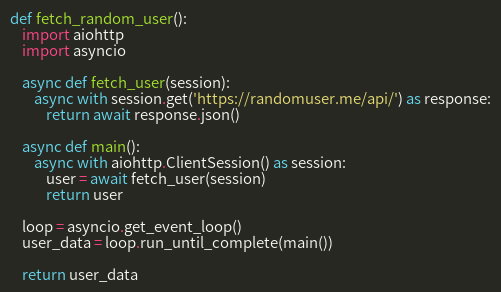 def fetch_random_user():
    import aiohttp
    import asyncio

    async def fetch_user(session):
        async with session.get('https://randomuser.me/api/') as response:
            return await response.json()

    async def main():
        async with aiohttp.ClientSession() as session:
            user = await fetch_user(session)
            return user

    loop = asyncio.get_event_loop()
    user_data = loop.run_until_complete(main())

    return user_data